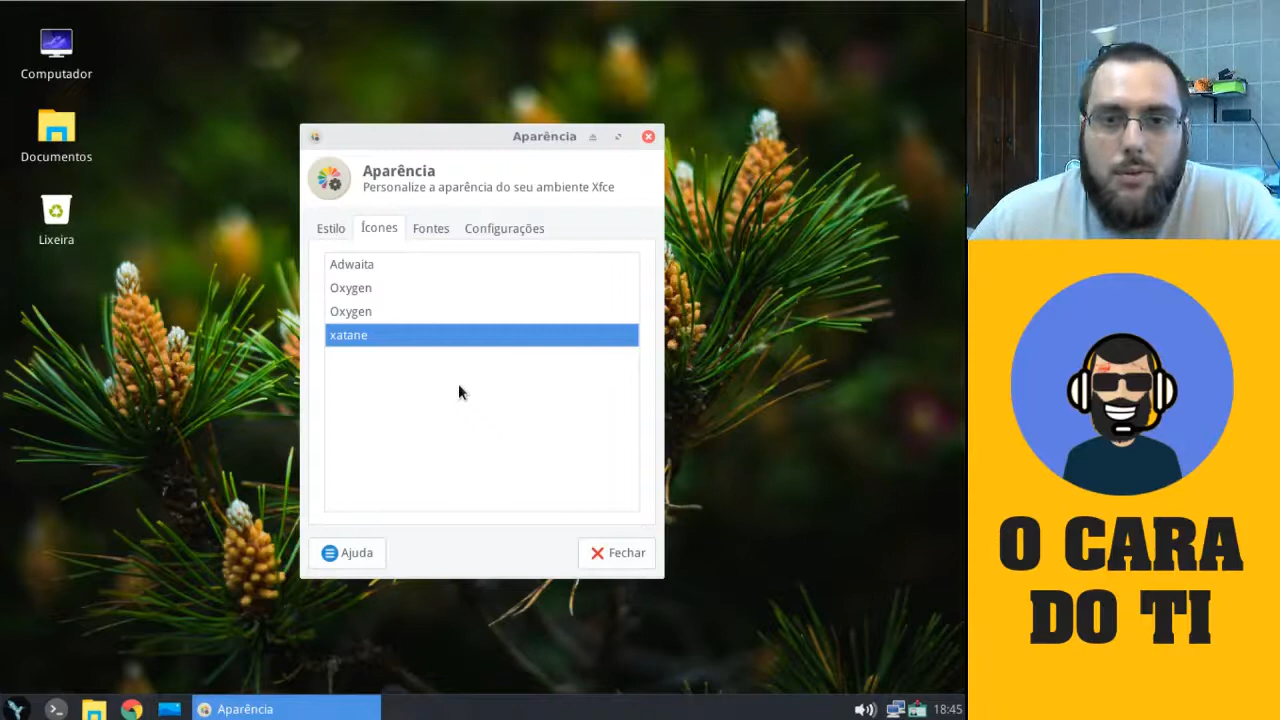 Computador
Documentos
Lixeira
Aparência
Aparência
Personalize a aparência do seu ambiente Xfce
Estilo
Ícones
Fontes
Configurações
Adwaita
Oxygen
Oxygen
xatane
Ajuda
Fechar
Aparência
18:45
O CARA
DO TI